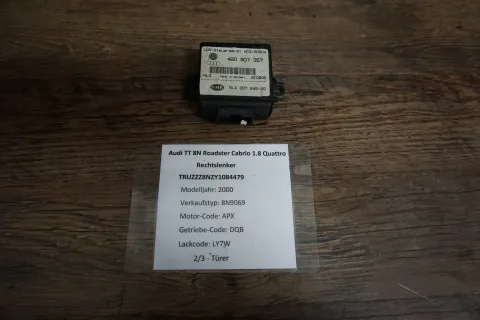 4B0 907 357
HELLA
Audi TT 8N Roadster Cabrio 1.8 Quattro
Rechtslenker
TRUZZZ8NZY1084479
Modelljahr: 2000
Verkaufstyp: 8N9069
Motor-Code: APX
Getriebe-Code: DQB
Lackcode: LY7W
2/3 - Türer